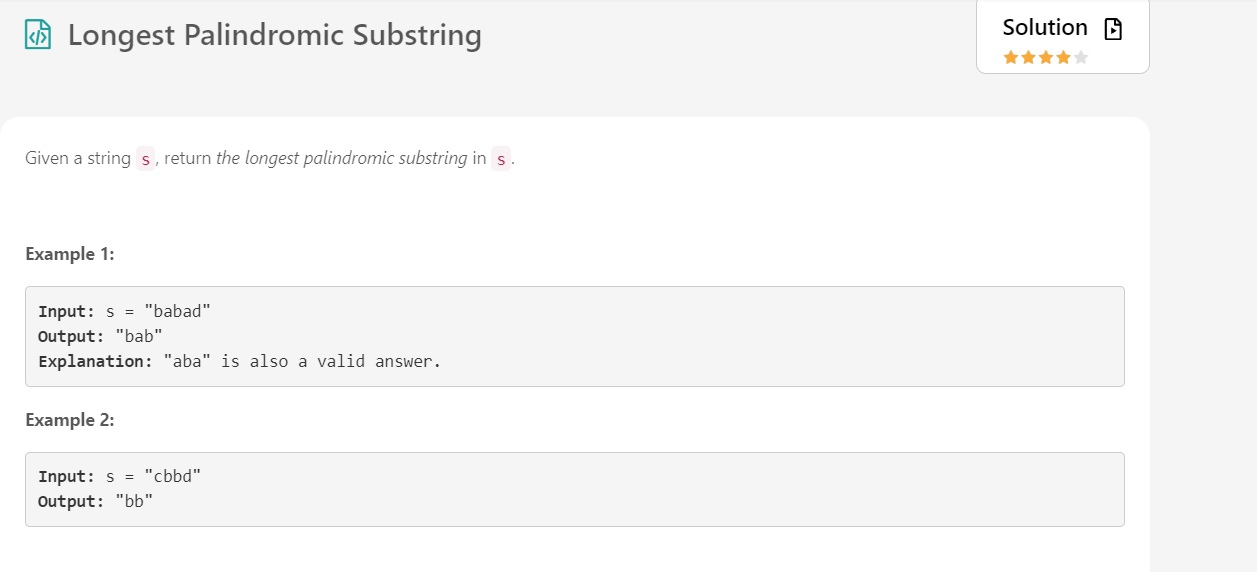 Longest Palindromic Substring
Solution
Given a string s, return the longest palindromic substring in s.
Example 1:
Input: s = "babad"
Output: "bab"
Explanation: "aba" is also a valid answer.
Example 2:
Input: s = "cbbd"
Output: "bb"